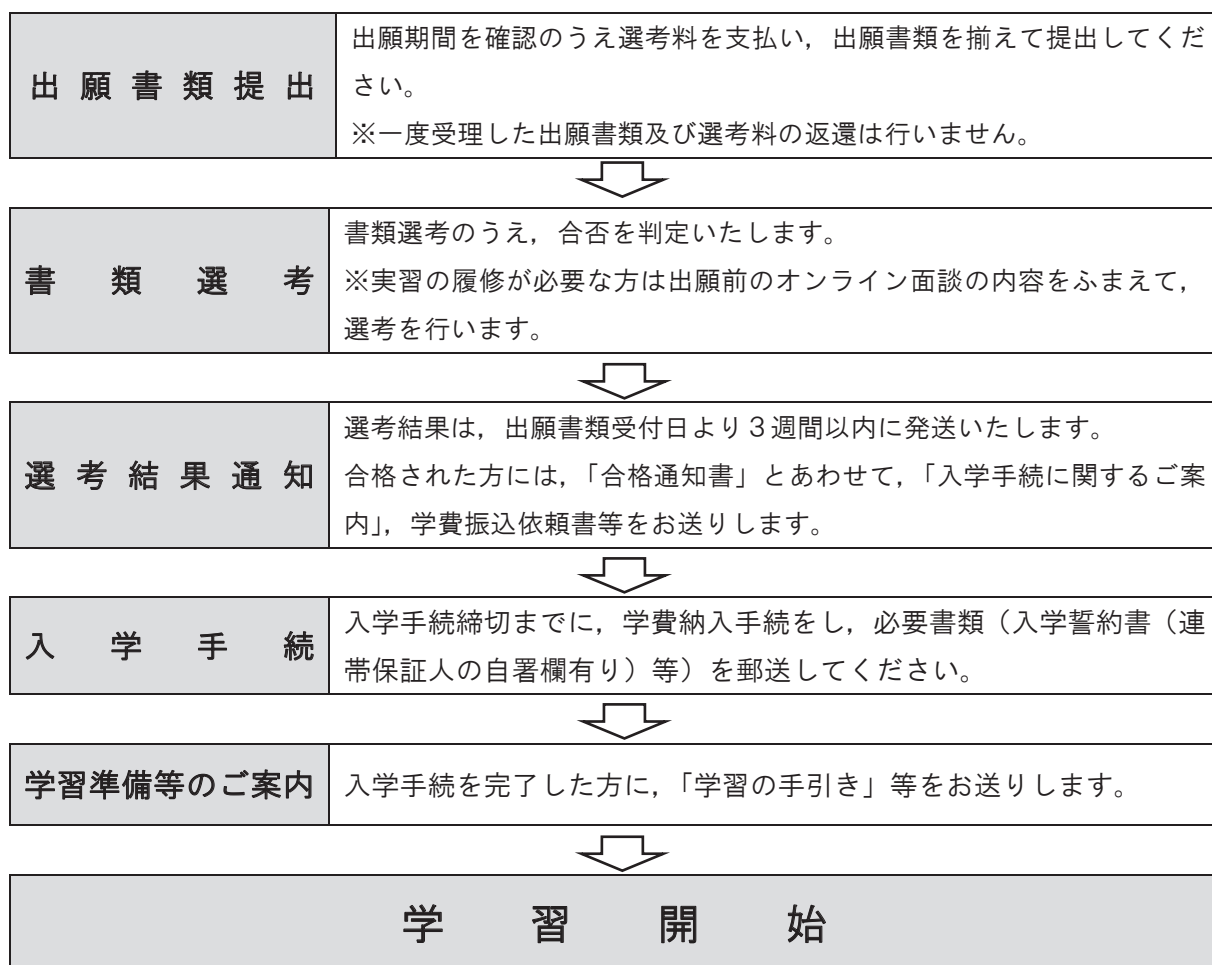 出願書類提出
出願期間を確認のうえ選考料を支払い，出願書類を揃えて提出してくだ
さい。
※一度受理した出願書類及び選考料の返還は行いません。
書類選考
書類選考のうえ，合否を判定いたします。
※実習の履修が必要な方は出願前のオンライン面談の内容をふまえて，
選考を行います。
選考結果通知
選考結果は，出願書類受付日より３週間以内に発送いたします。
合格された方には，「合格通知書」とあわせて，「入学手続に関するご案
内」，学費振込依頼書等をお送りします。
入学手続
入学手続締切までに，学費納入手続をし，必要書類（入学誓約書（連
帯保証人の自署欄有り）等）を郵送してください。
学習準備等のご案内
入学手続を完了した方に，「学習の手引き」等をお送りします。
学習開始